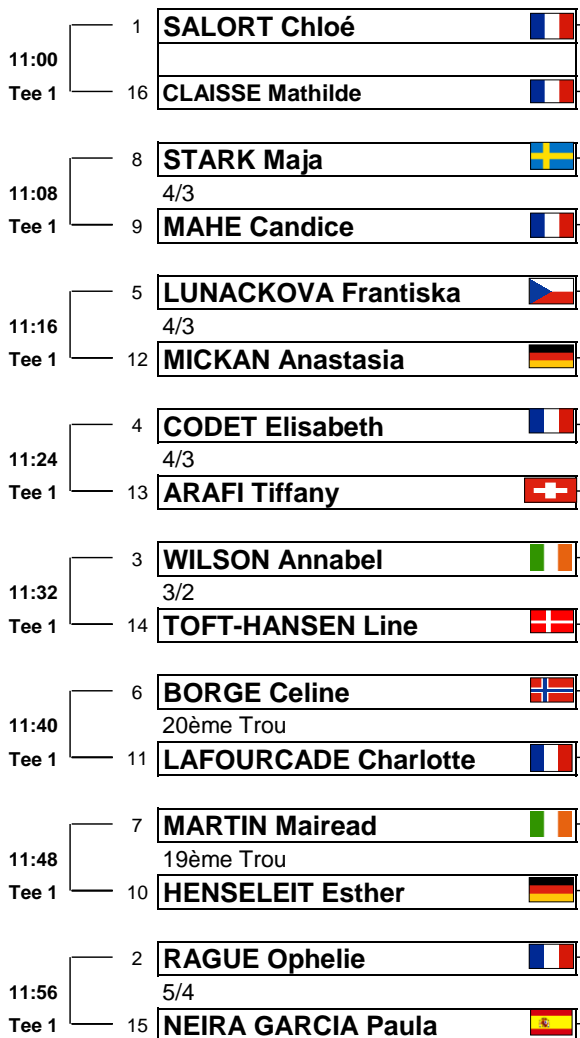 1 SALORT Chloé
11:00
Tee 1 16 CLAISSE Mathilde
8 STARK Maja
11:08 4/3
Tee 1 9 MAHE Candice
5 LUNACKOVA Frantiska
11:16 4/3
Tee 1 12 MICKAN Anastasia
4 CODET Elisabeth
11:24 4/3
Tee 1 13 ARAFI Tiffany
3 WILSON Annabel
11:32 3/2
Tee 1 14 TOFT-HANSEN Line
6 BORGE Celine
11:40 20ème Trou
Tee 1 11 LAFOURCADE Charlotte
7 MARTIN Mairead
11:48 19ème Trou
Tee 1 10 HENSELEIT Esther
2 RAGUE Ophelie
11:56 5/4
Tee 1 15 NEIRA GARCIA Paula